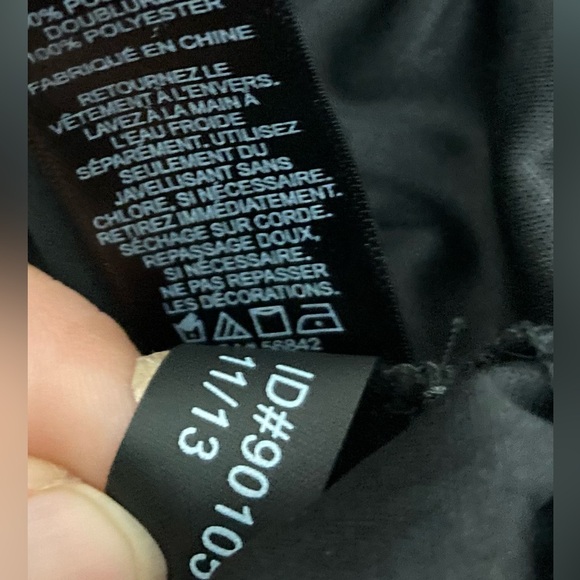 0% PO
DOUBLURE
100% POLYESTER
FABRIQUÉ EN CHINE
RETOURNEZ LE
VÊTEMENT À L'ENVERS.
LAVEZ À LA MAIN À
L'EAU FROIDE
SÉPARÉMENT. UTILISEZ
SEULEMENT DU
JAVELLISANT SANS
CHLORE, SI NÉCESSAIRE.
RETIREZ IMMÉDIATEMENT.
SÉCHAGE SUR CORDE.
REPASSAGE DOUX,
SI NÉCESSAIRE.
NE PAS REPASSER
LES DÉCORATIONS.
56842
ID#90105
11/13